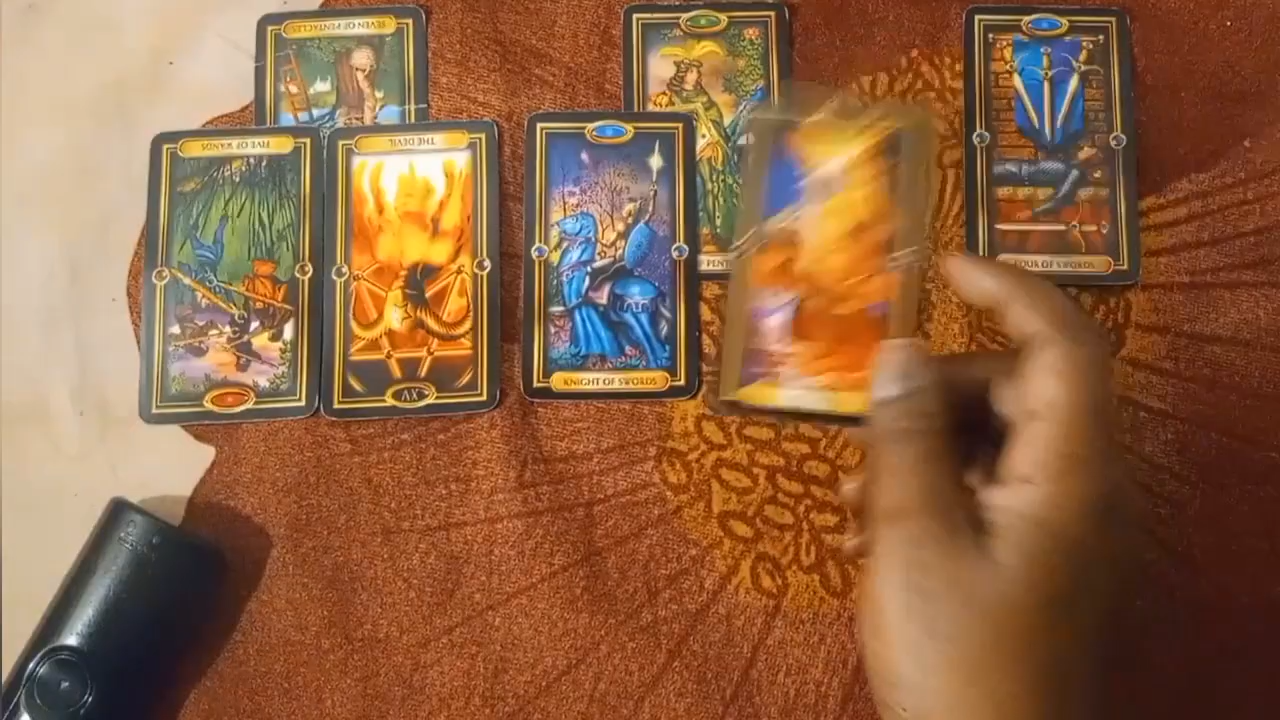 SEVEN OF PENTACLES
FIVE OF WANDS
THE DEVIL
XV
KNIGHT OF SWORDS
FOUR OF SWORDS